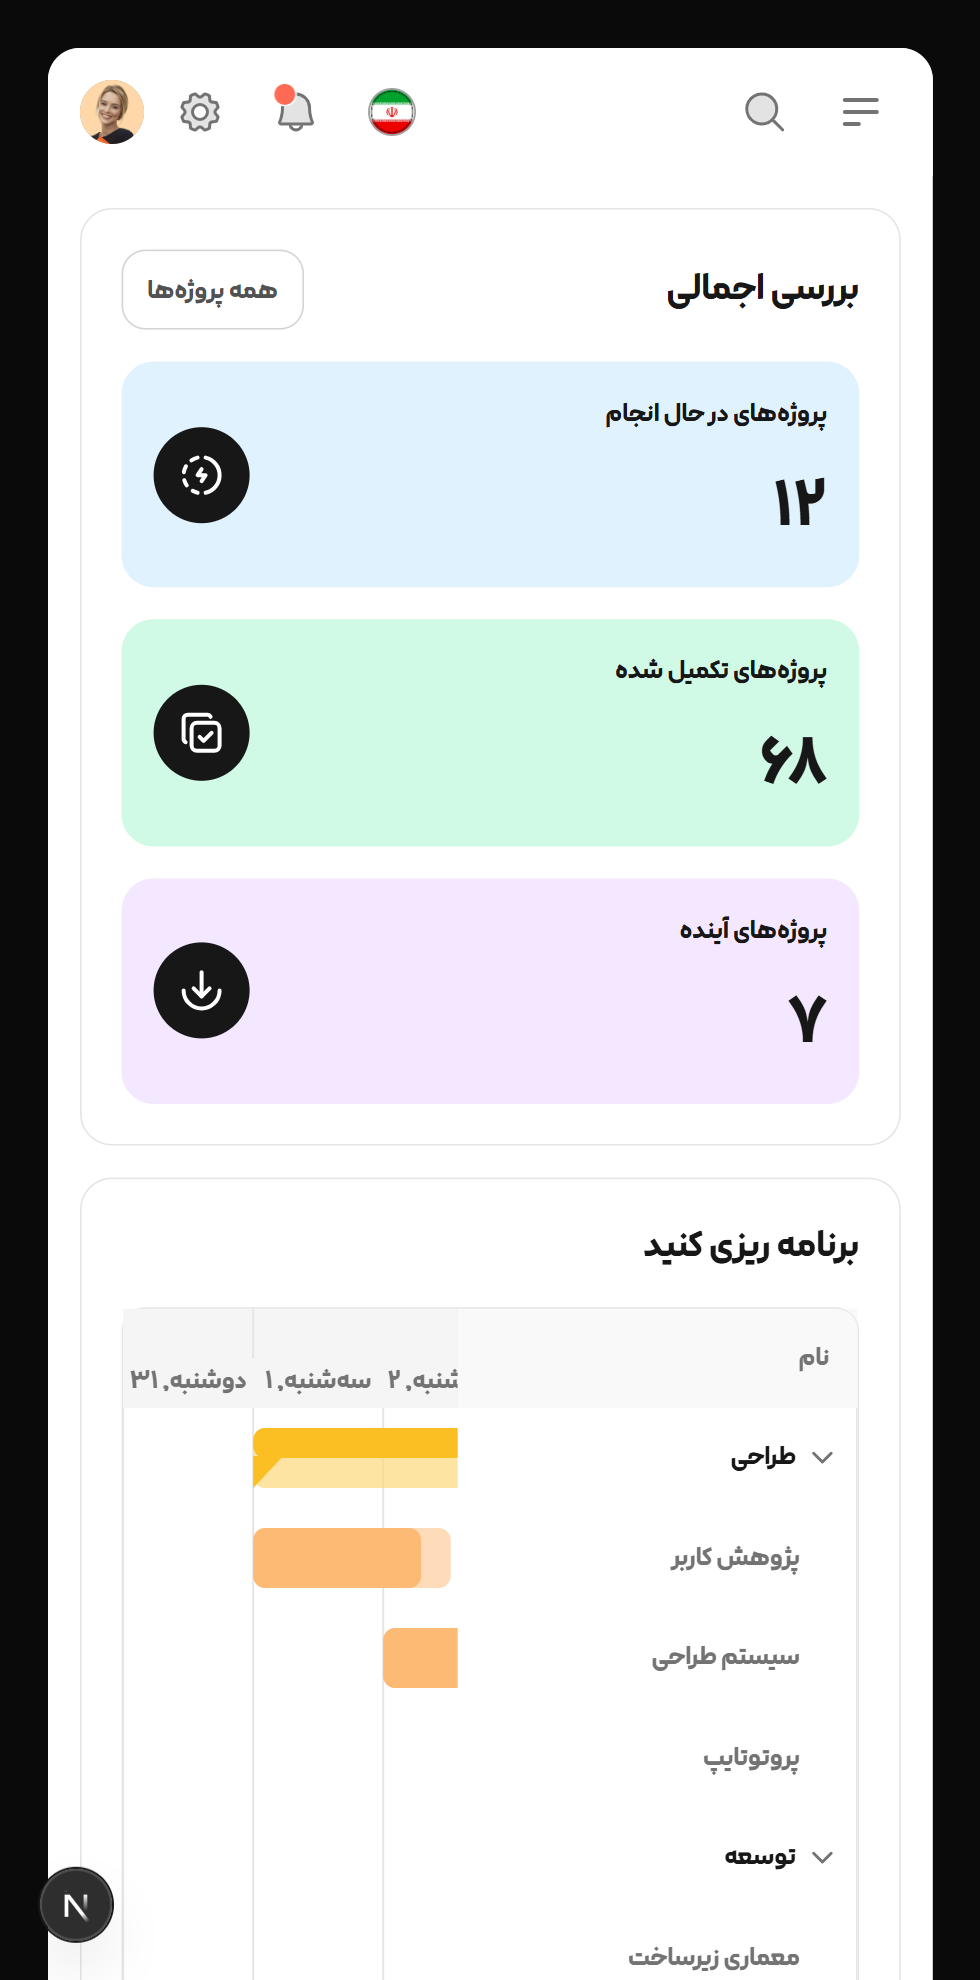 بررسی اجمالی
همه پروژه‌ها
پروژه‌های در حال انجام
۱۲
پروژه‌های تکمیل شده
۶۸
پروژه‌های آینده
۷
برنامه ریزی کنید
نام
شنبه, ۲
سه‌شنبه, ۱
دوشنبه, ۳۱
طراحی
پژوهش کاربر
سیستم طراحی
پروتوتایپ
توسعه
معماری زیرساخت
N